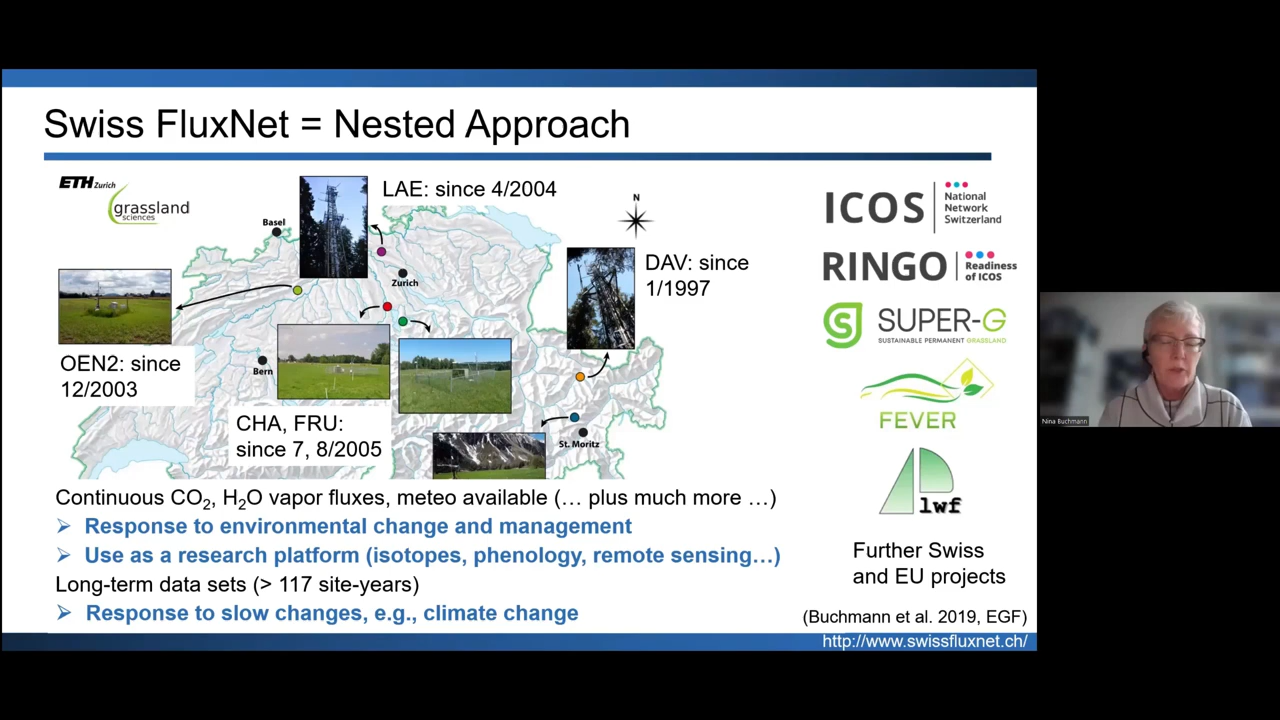 Swiss FluxNet = Nested Approach
ETH Zurich
grassland
sciences
LAE: since 4/2004
N
Basel
Zurich
DAV: since
1/1997
OEN2: since
12/2003
Bern
CHA, FRU:
since 7, 8/2005
St. Moritz
ICOS
National
Network
Switzerland
RINGO
Readiness
of ICOS
SUPER-G
SUSTAINABLE PERMANENT GRASSLAND
FEVER
lwf
Further Swiss
and EU projects
Continuous CO₂, H₂O vapor fluxes, meteo available (… plus much more …)
➢ Response to environmental change and management
➢ Use as a research platform (isotopes, phenology, remote sensing…)
Long-term data sets (> 117 site-years)
➢ Response to slow changes, e.g., climate change
(Buchmann et al. 2019, EGF)
http://www.swissfluxnet.ch/
Nina Buchmann